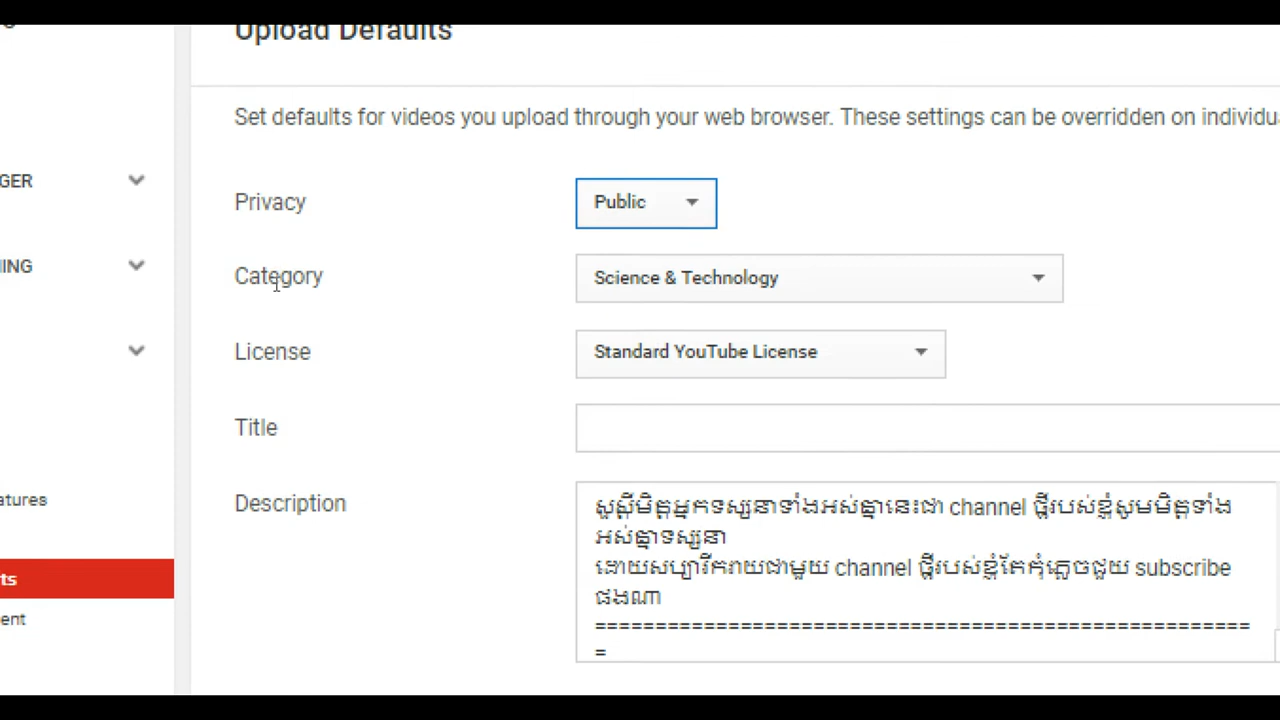 Upload Defaults
Set defaults for videos you upload through your web browser. These settings can be overridden on individu
GER
Privacy
Public
ING
Category
Science & Technology
License
Standard YouTube License
Title
Description
សួស្តីមិត្តអ្នកទស្សនាទាំងអស់គ្នានេះជា channel ថ្មីរបស់ខ្ញុំសូមមិត្តទាំង
អស់គ្នាទស្សនា
ដោយសប្បារីករាយជាមួយ channel ថ្មីរបស់ខ្ញុំតែកុំភ្លេចជួយ subscribe
ផងណា
======================================================
=
atures
ts
ent